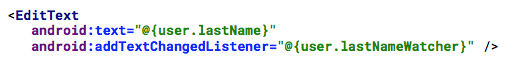 <EditText
android:text="@{user.lastName}"
android:addTextChangedListener="@{user.lastNameWatcher}" />